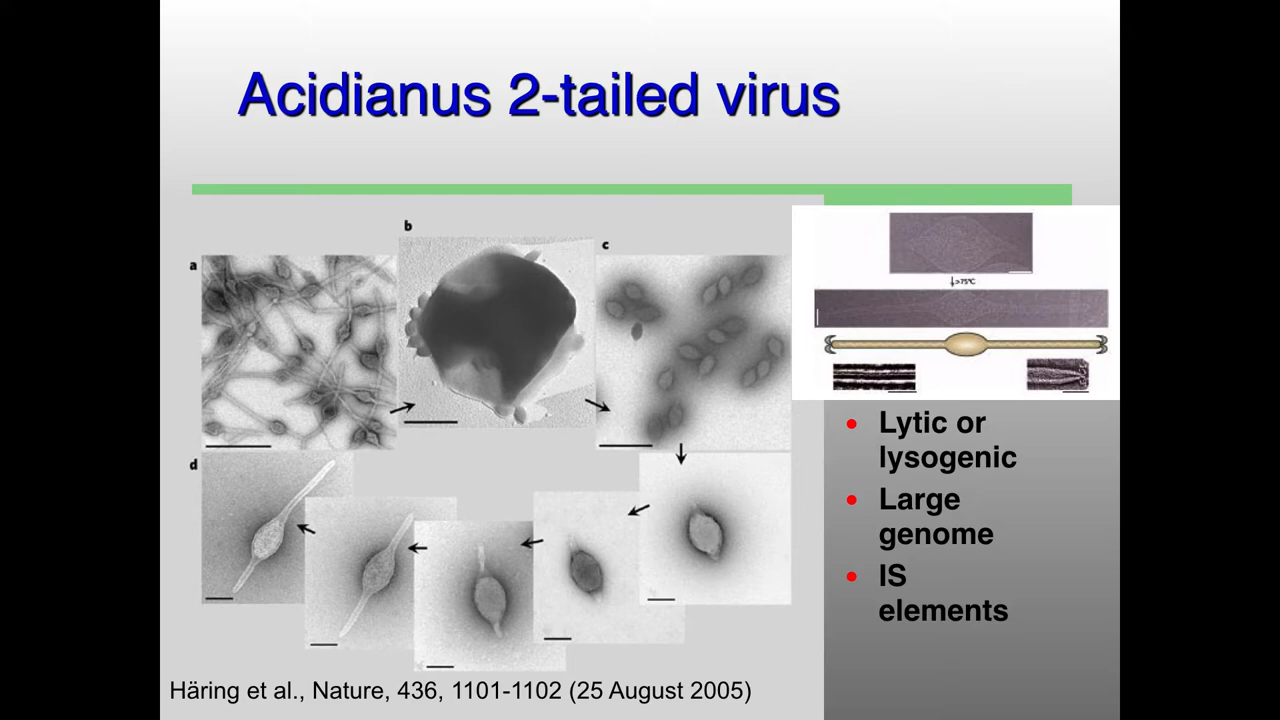 Acidianus 2-tailed virus
b
c
a
>75°C
d
• Lytic or
lysogenic
• Large
genome
• IS
elements
Häring et al., Nature, 436, 1101-1102 (25 August 2005)